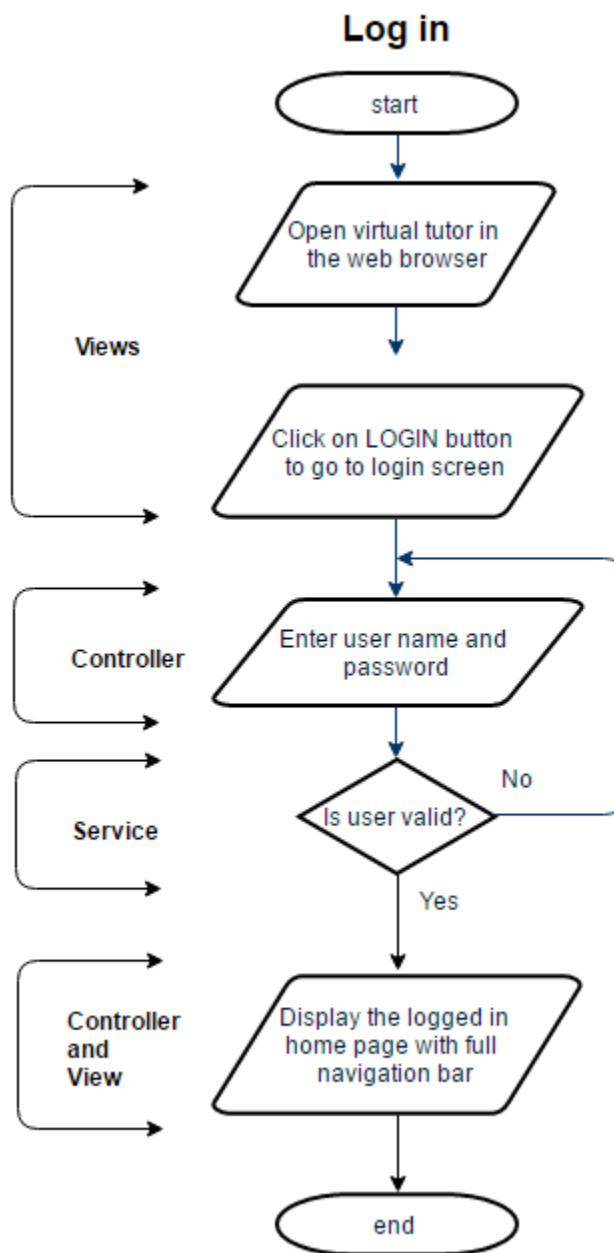 Log in
start
Open virtual tutor in
the web browser
Views
Click on LOGIN button
to go to login screen
Enter user name and
password
Controller
Is user valid?
No
Service
Yes
Display the logged in
home page with full
navigation bar
Controller
and
View
end